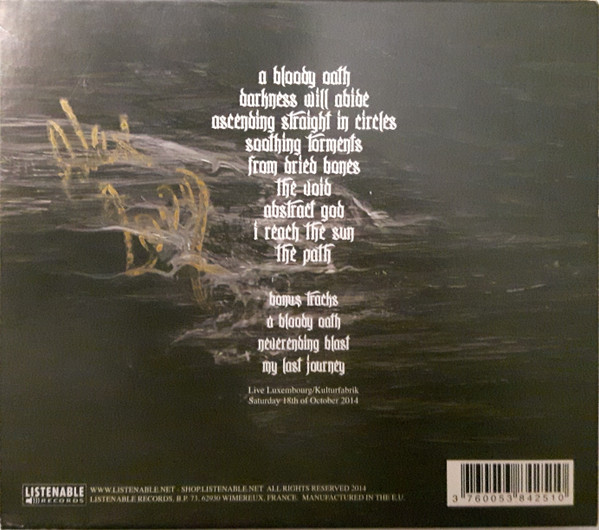 a bloody oath
darkness will abide
ascending straight in circles
soothing torments
from dried bones
the void
abstract god
i reach the sun
the path
bonus tracks
a bloody oath
neverending blast
my last journey
Live Luxembourg/Kulturfabrik
Saturday 18th of October 2014
LISTENABLE
RECORDS
WWW.LISTENABLE.NET - SHOP.LISTENABLE.NET ALL RIGHTS RESERVED 2014
LISTENABLE RECORDS, B.P. 73, 62930 WIMEREUX, FRANCE. MANUFACTURED IN THE E.U.
3 760053 842510